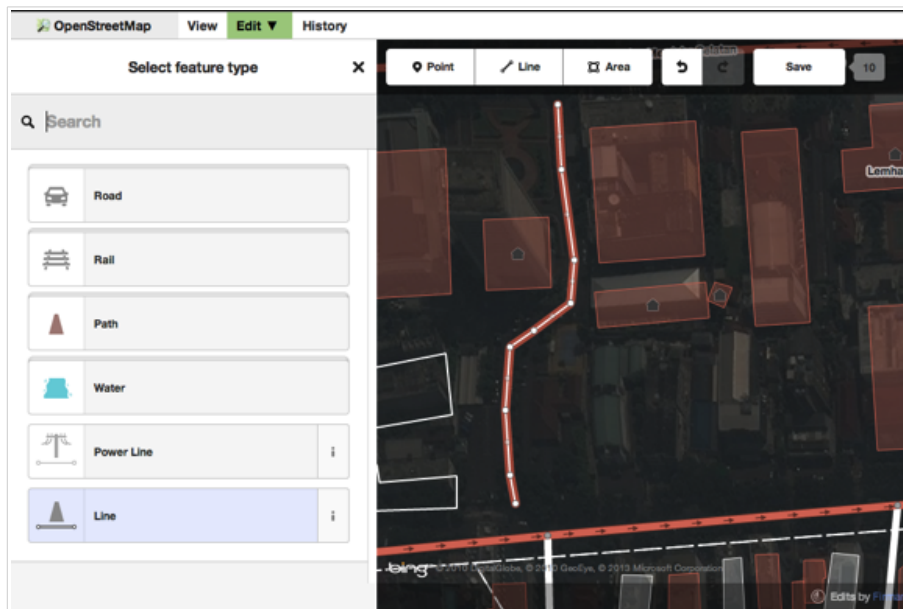 OpenStreetMap View Edit ▼ History
Select feature type ×
Point Line Area Save 10
Search
Road
Rail
Path
Water
Power Line i
Line i
Lemha
bing © 2010 DigitalGlobe, © 2010 GeoEye, © 2013 Microsoft Corporation
Edits by